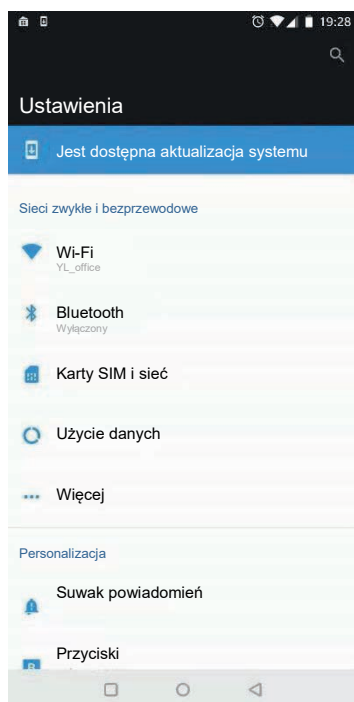 19:28
Ustawienia
Jest dostępna aktualizacja systemu
Sieci zwykłe i bezprzewodowe
Wi-Fi
YL_office
Bluetooth
Wyłączony
Karty SIM i sieć
Użycie danych
Więcej
Personalizacja
Suwak powiadomień
Przyciski